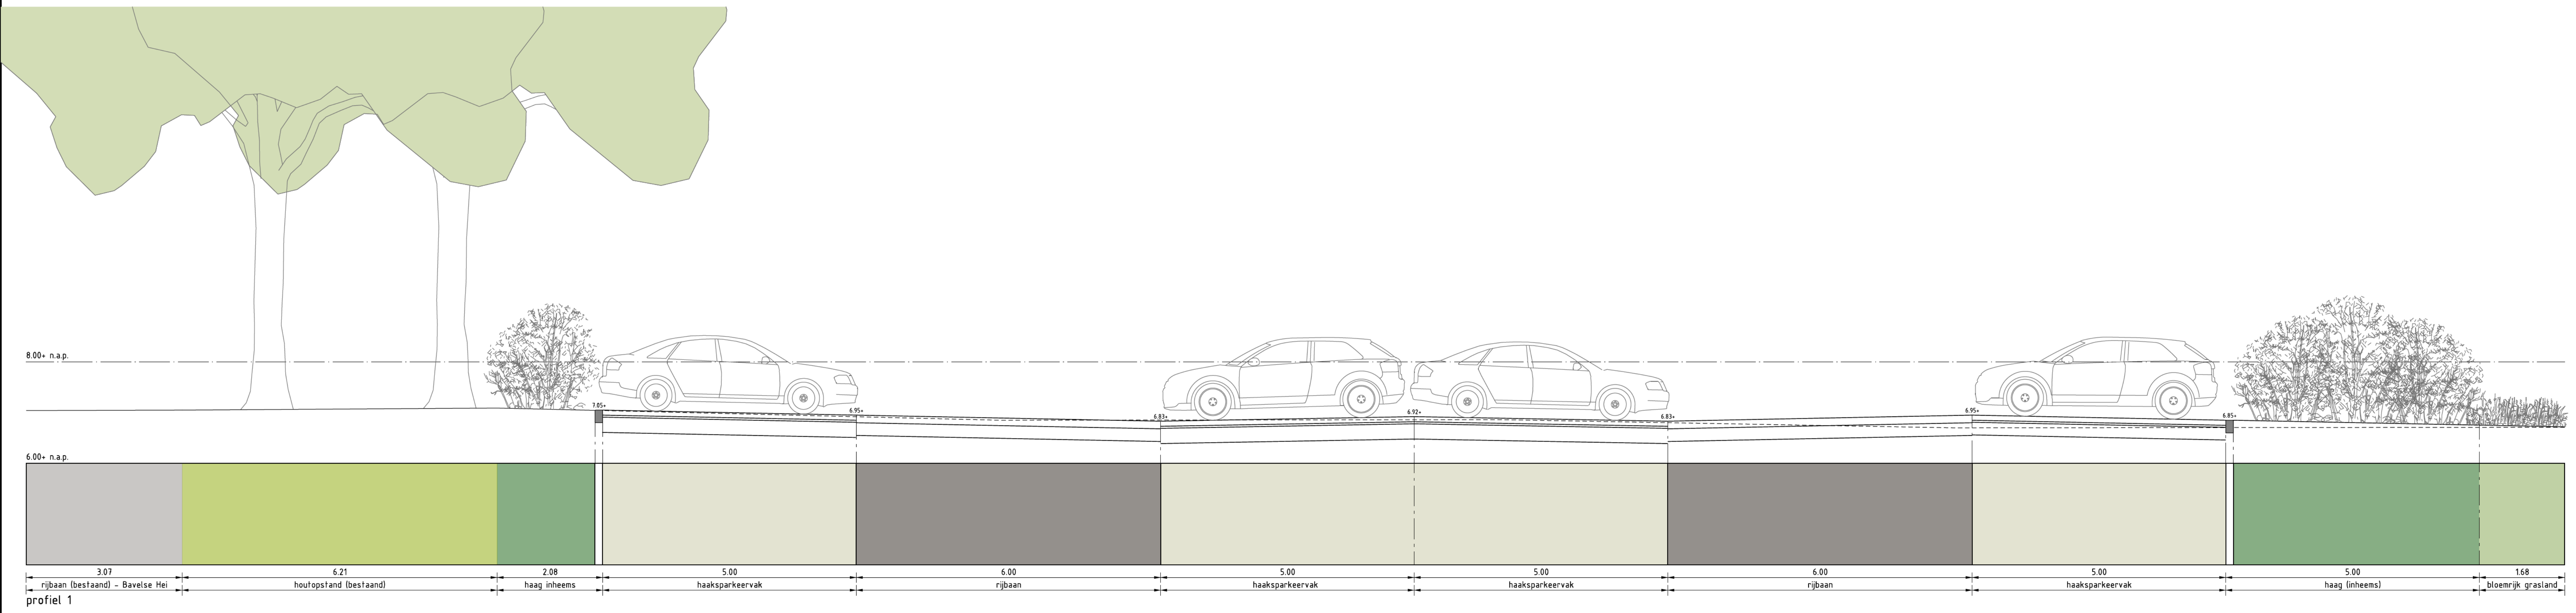 8.00+ n.a.p.
7.05+
6.95+
6.83+
6.92+
6.83+
6.95+
6.85+
6.00+ n.a.p.
3.07 6.21 2.08 5.00 6.00 5.00 5.00 6.00 5.00 5.00 1.68
rijbaan (bestaand) - Bavelse Hei houtopstand (bestaand) haag inheems haaksparkeervak rijbaan haaksparkeervak haaksparkeervak rijbaan haaksparkeervak haag (inheems) bloemrijk grasland
profiel 1